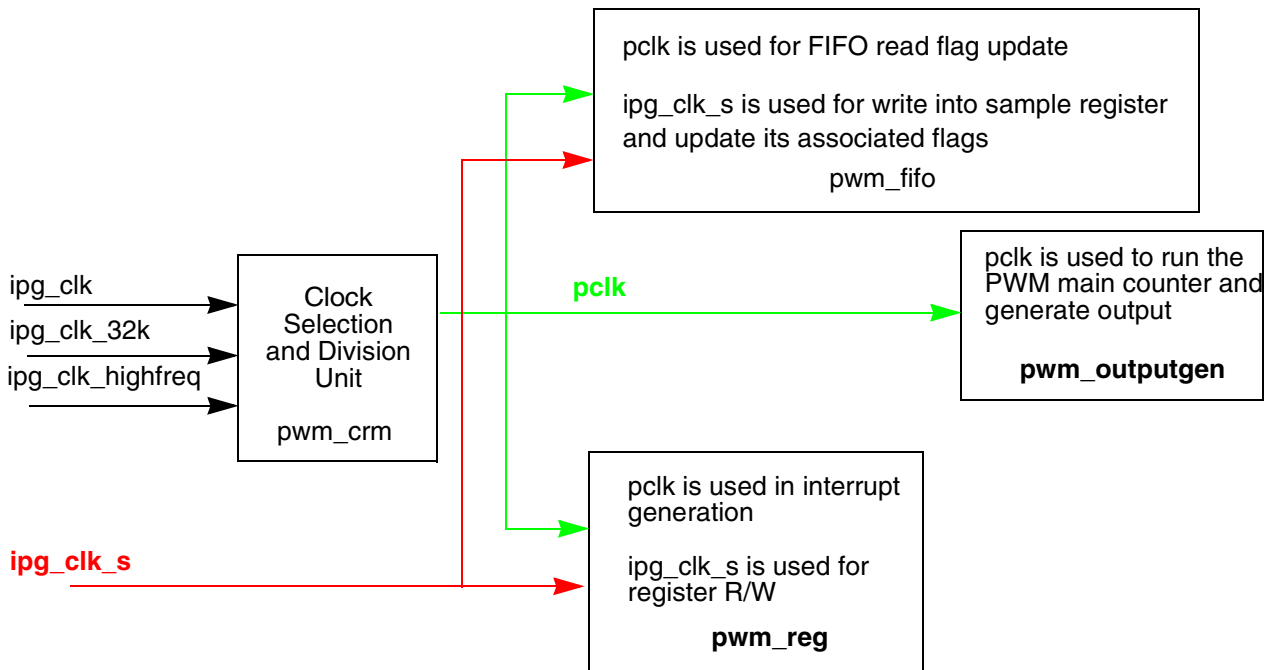 pclk is used for FIFO read flag update
ipg_clk_s is used for write into sample register
and update its associated flags
pwm_fifo
ipg_clk
ipg_clk_32k
ipg_clk_highfreq
Clock
Selection
and Division
Unit
pwm_crm
pclk
pclk is used to run the
PWM main counter and
generate output
pwm_outputgen
ipg_clk_s
pclk is used in interrupt
generation
ipg_clk_s is used for
register R/W
pwm_reg